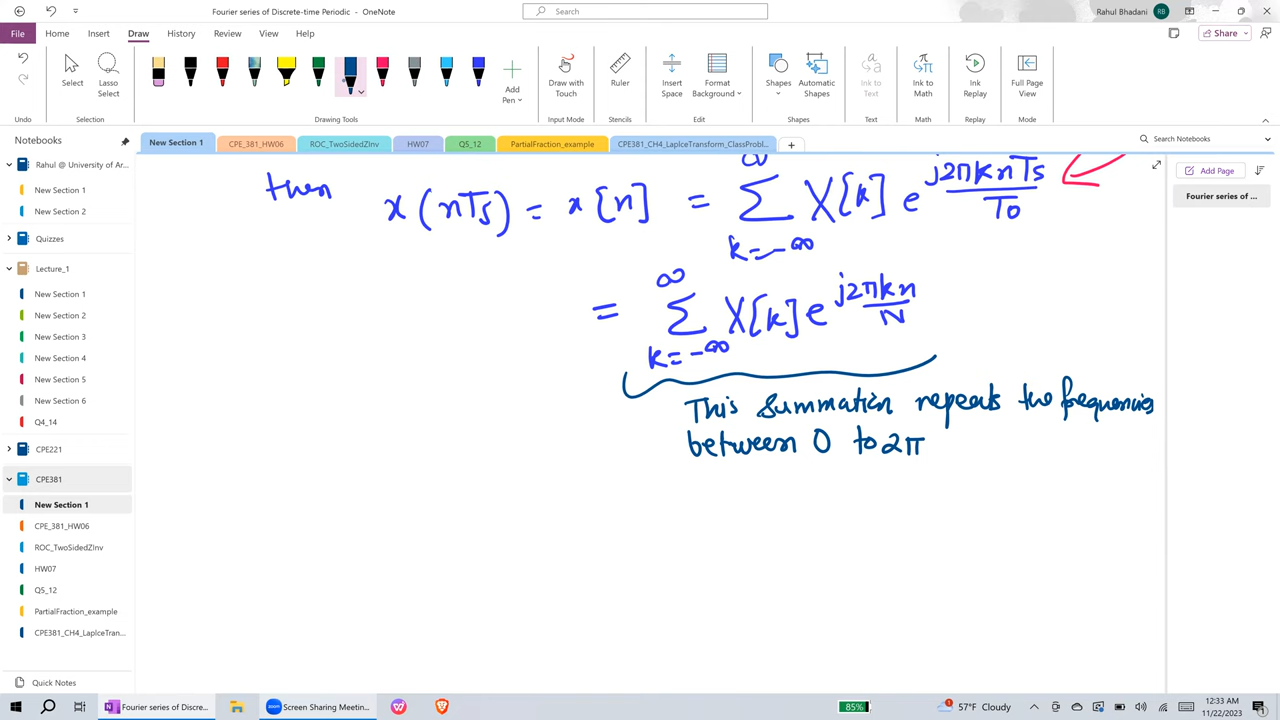 Fourier series of Discrete-time Periodic - OneNote
Search
Rahul Bhadani
RB
File Home Insert Draw History Review View Help
Share
Undo
Select
Lasso Select
Add Pen
Draw with Touch
Ruler
Insert Space
Format Background
Shapes
Automatic Shapes
Ink to Text
Ink to Math
Ink Replay
Full Page View
Undo Selection Drawing Tools Input Mode Stencils Edit Shapes Text Math Replay View
Notebooks
New Section 1 CPE_381_HW06 ROC_TwoSidedZInv HW07 Q5_12 PartialFraction_example CPE381_CH4_LaplceTransform_ClassProbl... +
Search Notebooks
Rahul @ University of Ar...
New Section 1
New Section 2
Quizzes
Lecture_1
New Section 1
New Section 2
New Section 3
New Section 4
New Section 5
New Section 6
Q4_14
CPE221
CPE381
New Section 1
CPE_381_HW06
ROC_TwoSidedZInv
HW07
Q5_12
PartialFraction_example
CPE381_CH4_LaplceTran...
Quick Notes
Add Page
Fourier series of ...
then x(nTs) = x[n] = ∑_{k=-∞}^{∞} X[k] e^{j2πknTs/T0}
= ∑_{k=-∞}^{∞} X[k] e^{j2πkn/N}
This summation repeats the frequencies
between 0 to 2π
Fourier series of Discre...
Screen Sharing Meetin...
85%
57°F Cloudy
12:33 AM
11/22/2023